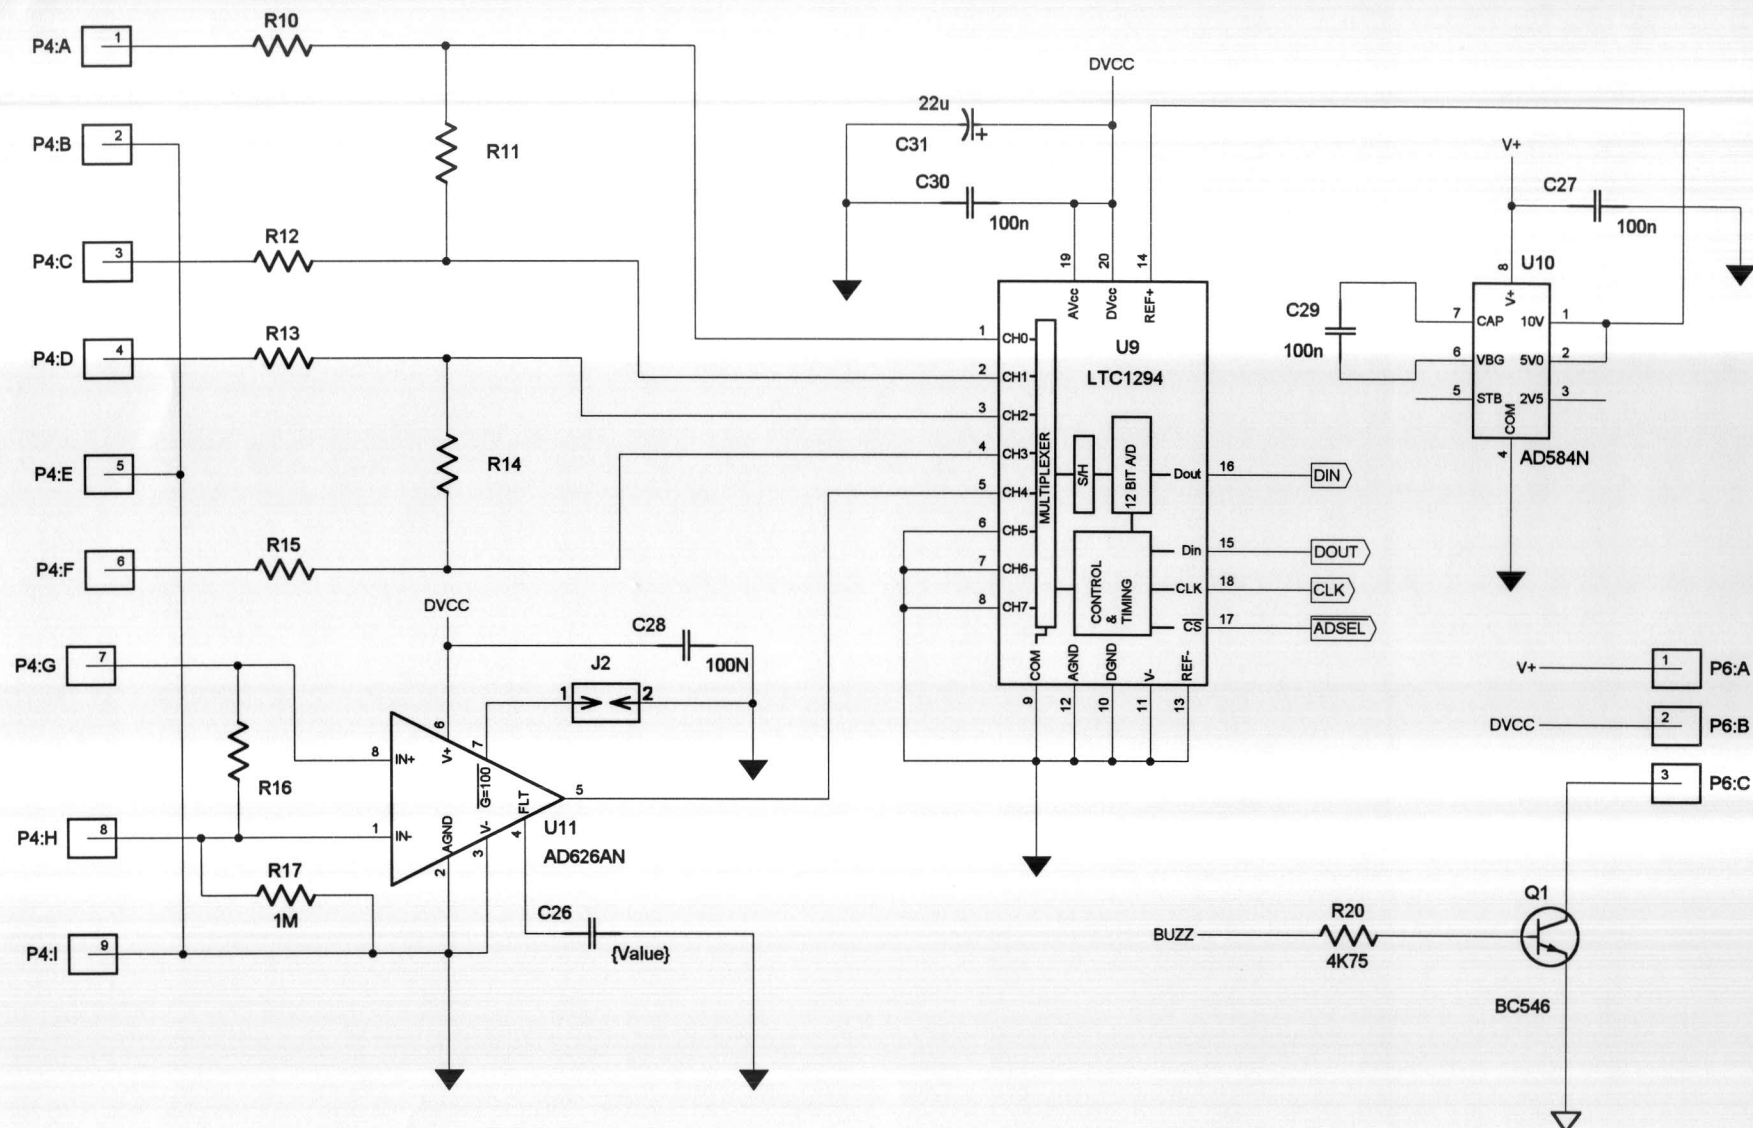 R10
P4:A 1
R11
P4:B 2
R12
P4:C 3
R13
P4:D 4
R14
P4:E 5
R15
P4:F 6
DVCC
C28
100N
J2
1 2
P4:G 7
R16
P4:H 8
R17
1M
P4:I 9
8 IN+
1 IN-
6 V+
7 G=100
AGND 2
V- 3
FLT 4
5
U11
AD626AN
C26
{Value}
DVCC
22u
C31
C30
100n
19 20 14
AVcc DVcc REF+
U9
LTC1294
1 CH0
2 CH1
3 CH2
4 CH3
5 CH4
6 CH5
7 CH6
8 CH7
MULTIPLEXER
S/H
12 BIT A/D
CONTROL
&
TIMING
Dout 16 DIN
Din 15 DOUT
CLK 18 CLK
CS 17 ADSEL
COM AGND DGND V- REF-
9 12 10 11 13
V+
C27
100n
U10
8
V+
C29
100n
7 CAP 10V 1
6 VBG 5V0 2
5 STB 2V5 3
COM
4
AD584N
V+ 1 P6:A
DVCC 2 P6:B
3 P6:C
Q1
BUZZ
R20
4K75
BC546